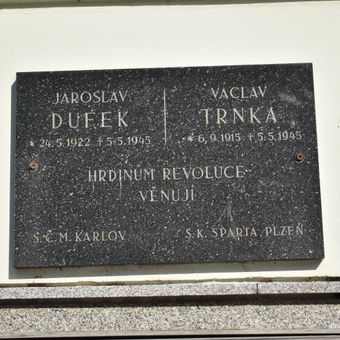 JAROSLAV
DUFEK
* 24.5.1922 + 5.5.1945
VÁCLAV
TRNKA
* 6.9.1915 + 5.5.1945
HRDINŮM REVOLUCE
VĚNUJÍ
S.Č.M. KARLOV
S.K. SPARTA, PLZEŇ